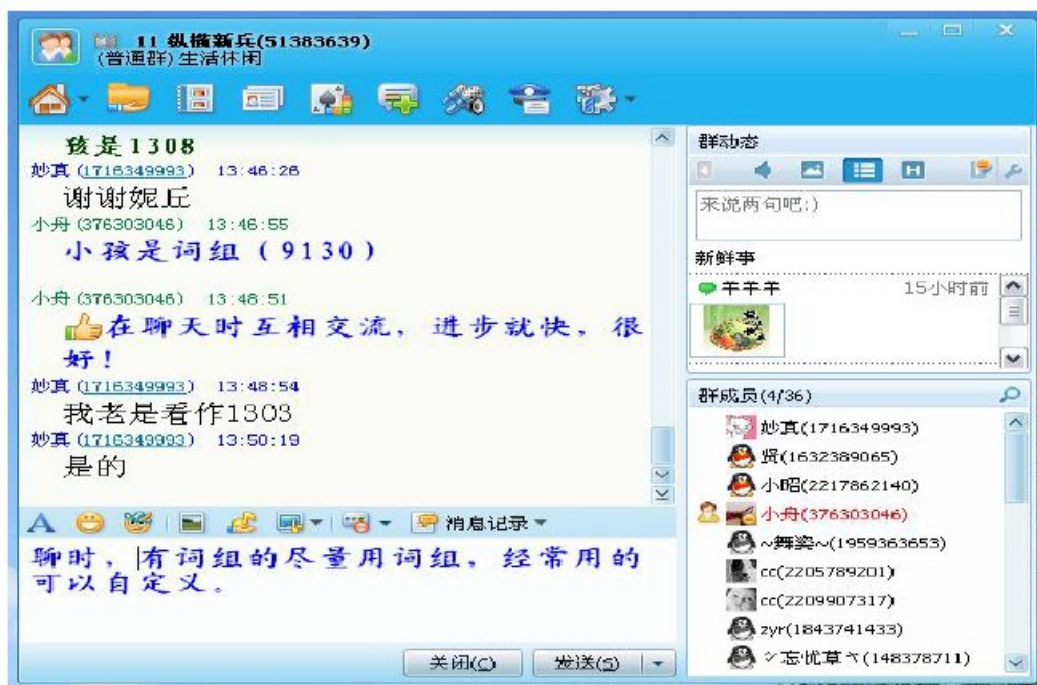 11 纵横新兵(51383639)
(普通群) 生活休闲
孩是1308
妙真(1716349993) 13:46:26
谢谢妮丘
小舟(376303046) 13:46:55
小孩是词组(9130)
小舟(376303046) 13:48:51
在聊天时互相交流，进步就快，很
好！
妙真(1716349993) 13:48:54
我老是看作1303
妙真(1716349993) 13:50:19
是的
消息记录
聊时，有词组的尽量用词组，经常用的
可以自定义。
关闭(C) 发送(S)
群动态
来说两句吧:)
新鲜事
羊羊羊 15小时前
群成员(4/36)
妙真(1716349993)
贤(1632389065)
小昭(2217862140)
小舟(376303046)
~舞娈~(1959363653)
cc(2205789201)
cc(2209907317)
zyr(1843741433)
忘忧草(148378711)